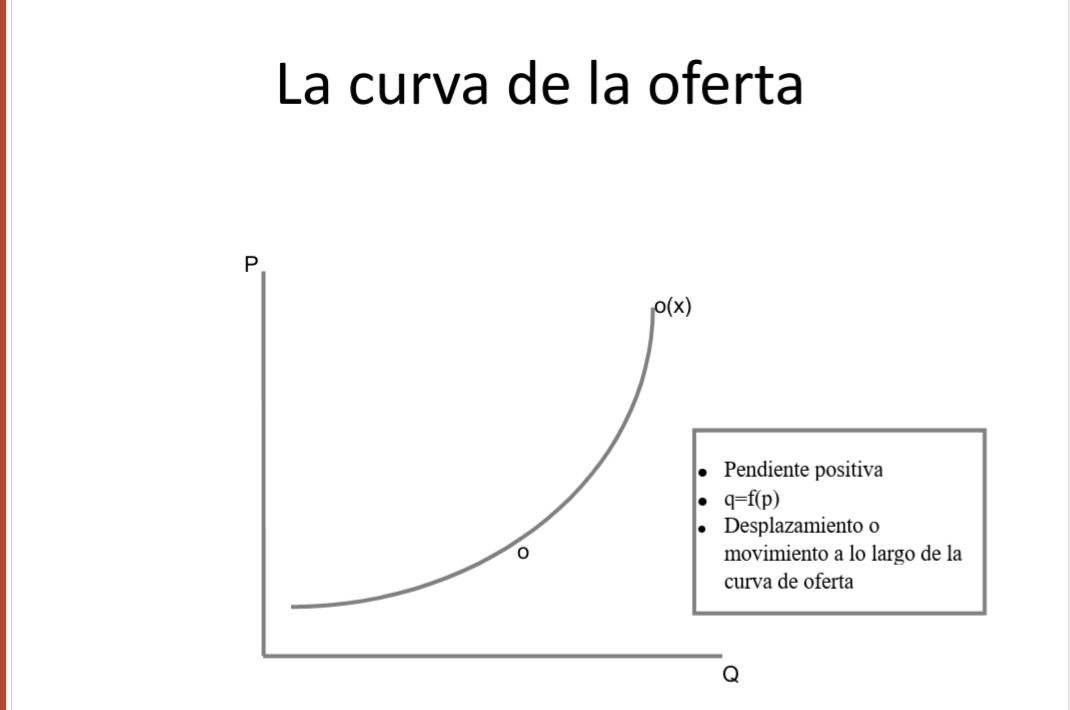 La curva de la oferta
P
o(x)
• Pendiente positiva
• q=f(p)
• Desplazamiento o
movimiento a lo largo de la
curva de oferta
o
Q